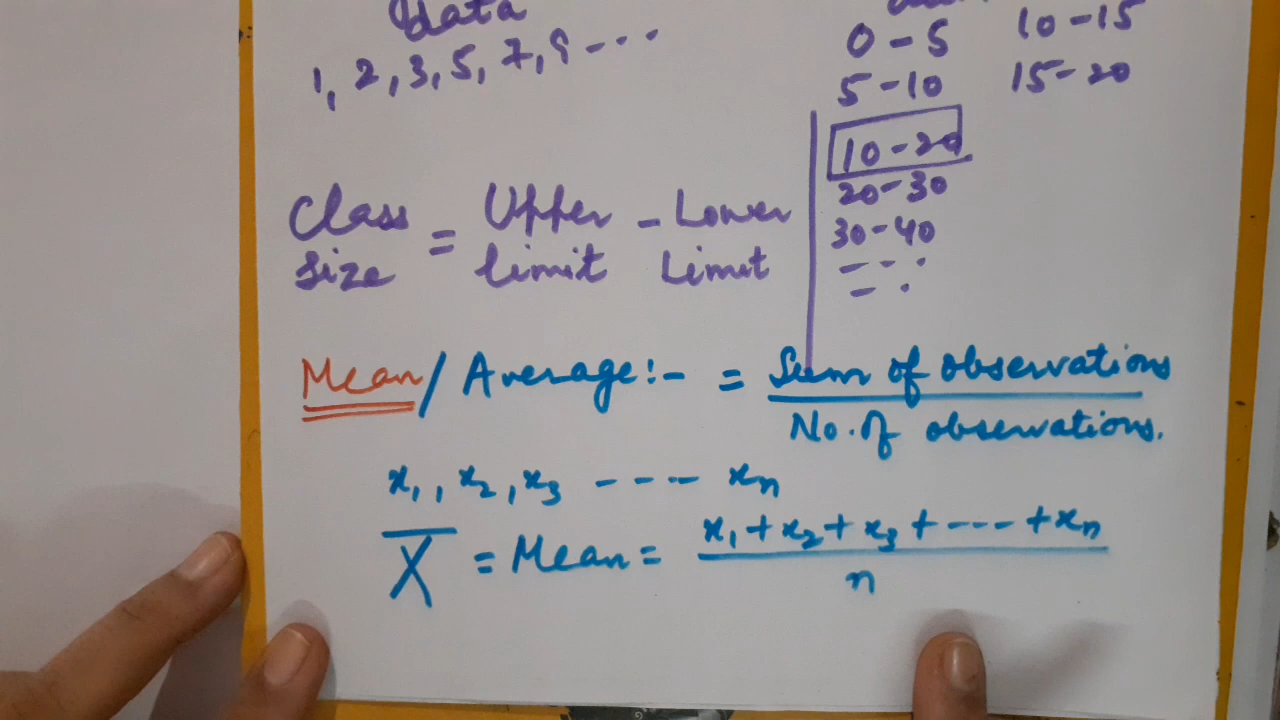 data
1, 2, 3, 5, 7, 9 ---
0-5 10-15
5-10 15-20
10-20
20-30
30-40
Class size = Upper limit - Lower Limit
Mean / Average:- = Sum of observations / No. of observations.
x₁, x₂, x₃ ---- xₙ
X̅ = Mean = x₁ + x₂ + x₃ + ---- + xₙ / n